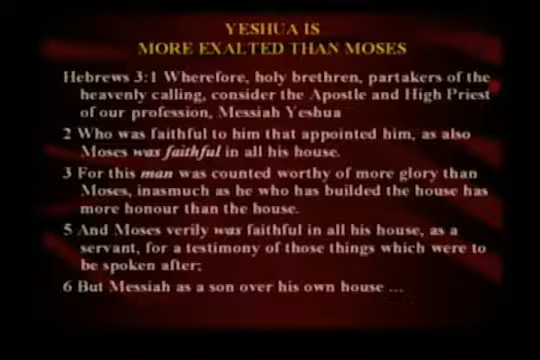 YESHUA IS
MORE EXALTED THAN MOSES
Hebrews 3:1 Wherefore, holy brethren, partakers of the
heavenly calling, consider the Apostle and High Priest
of our profession, Messiah Yeshua
2 Who was faithful to him that appointed him, as also
Moses was faithful in all his house.
3 For this man was counted worthy of more glory than
Moses, inasmuch as he who has builded the house has
more honour than the house.
5 And Moses verily was faithful in all his house, as a
servant, for a testimony of those things which were to
be spoken after;
6 But Messiah as a son over his own house ...